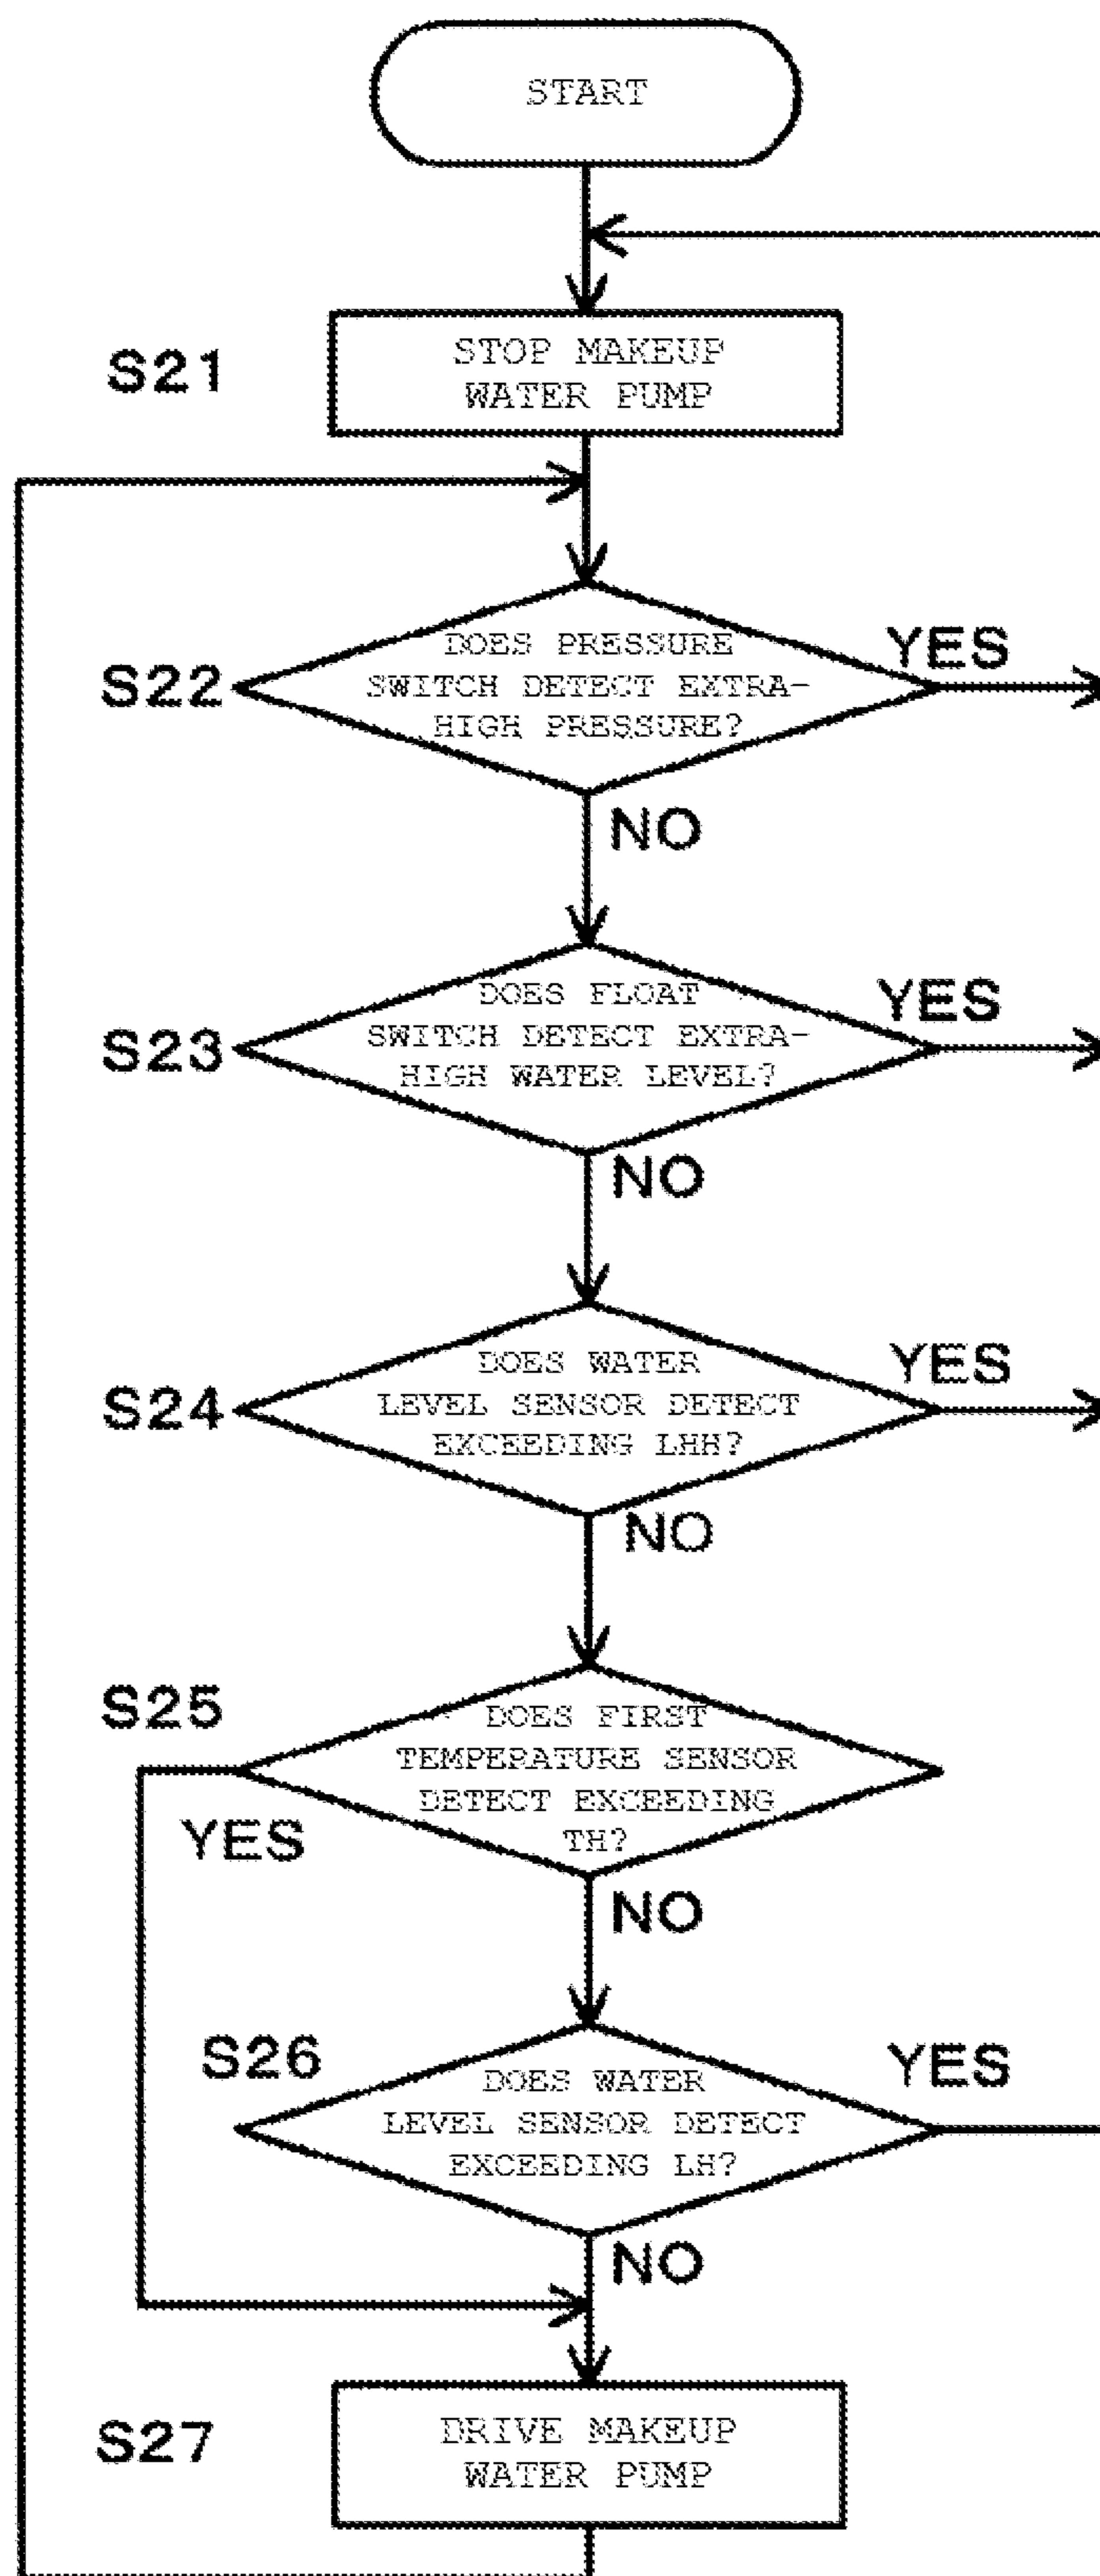 START
S21
STOP MAKEUP
WATER PUMP
S22
DOES PRESSURE
SWITCH DETECT EXTRA-
HIGH PRESSURE?
YES
NO
S23
DOES FLOAT
SWITCH DETECT EXTRA-
HIGH WATER LEVEL?
YES
NO
S24
DOES WATER
LEVEL SENSOR DETECT
EXCEEDING LHH?
YES
NO
S25
DOES FIRST
TEMPERATURE SENSOR
DETECT EXCEEDING
TH?
YES
NO
S26
DOES WATER
LEVEL SENSOR DETECT
EXCEEDING LH?
YES
NO
S27
DRIVE MAKEUP
WATER PUMP